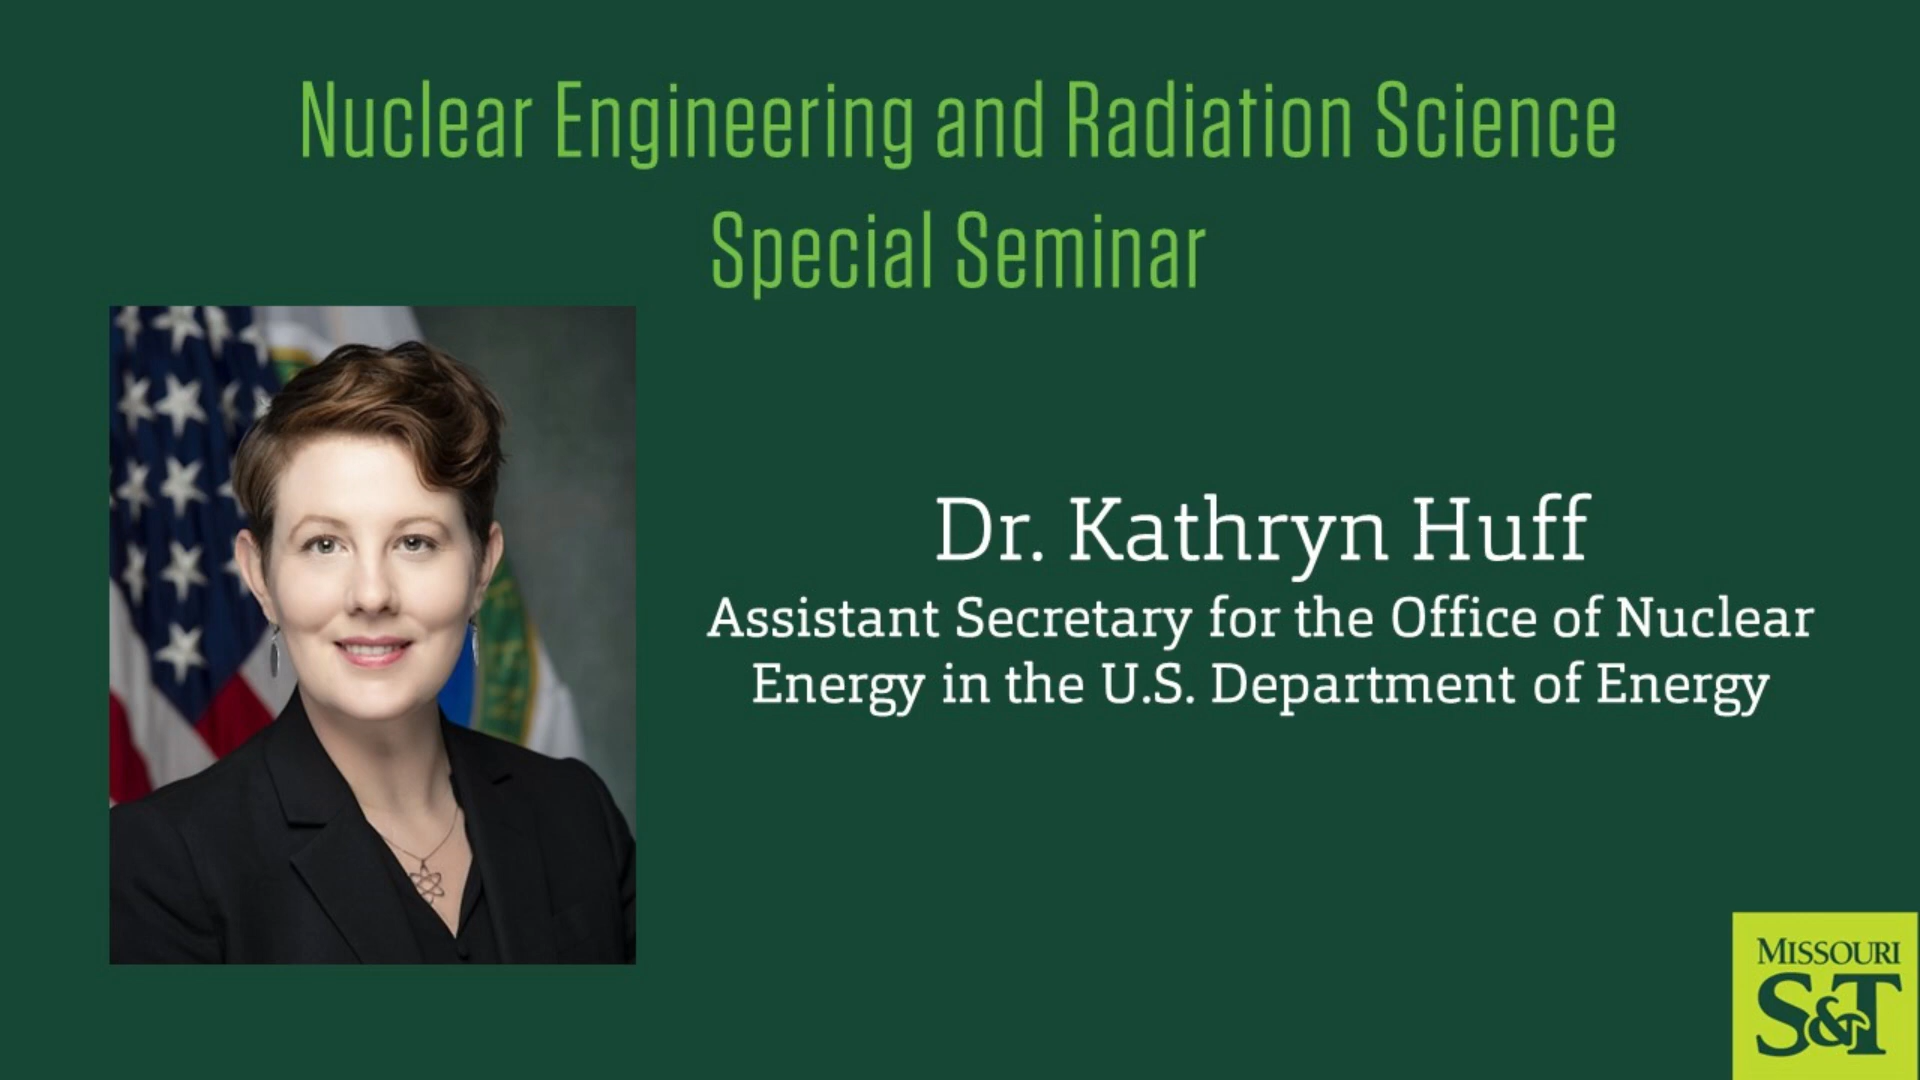 Nuclear Engineering and Radiation Science
Special Seminar
Dr. Kathryn Huff
Assistant Secretary for the Office of Nuclear
Energy in the U.S. Department of Energy
MISSOURI
S&T